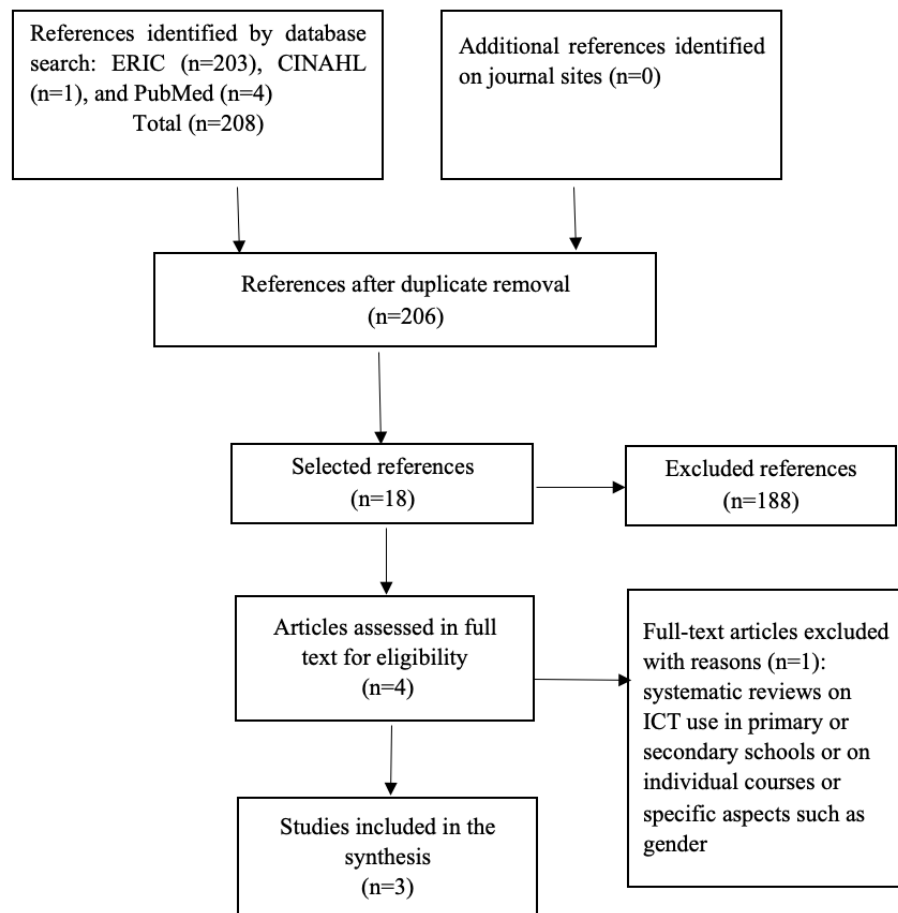 References identified by database
search: ERIC (n=203), CINAHL
(n=1), and PubMed (n=4)
Total (n=208)
Additional references identified
on journal sites (n=0)
References after duplicate removal
(n=206)
Selected references
(n=18)
Excluded references
(n=188)
Articles assessed in full
text for eligibility
(n=4)
Full-text articles excluded
with reasons (n=1):
systematic reviews on
ICT use in primary or
secondary schools or on
individual courses or
specific aspects such as
gender
Studies included in the
synthesis
(n=3)